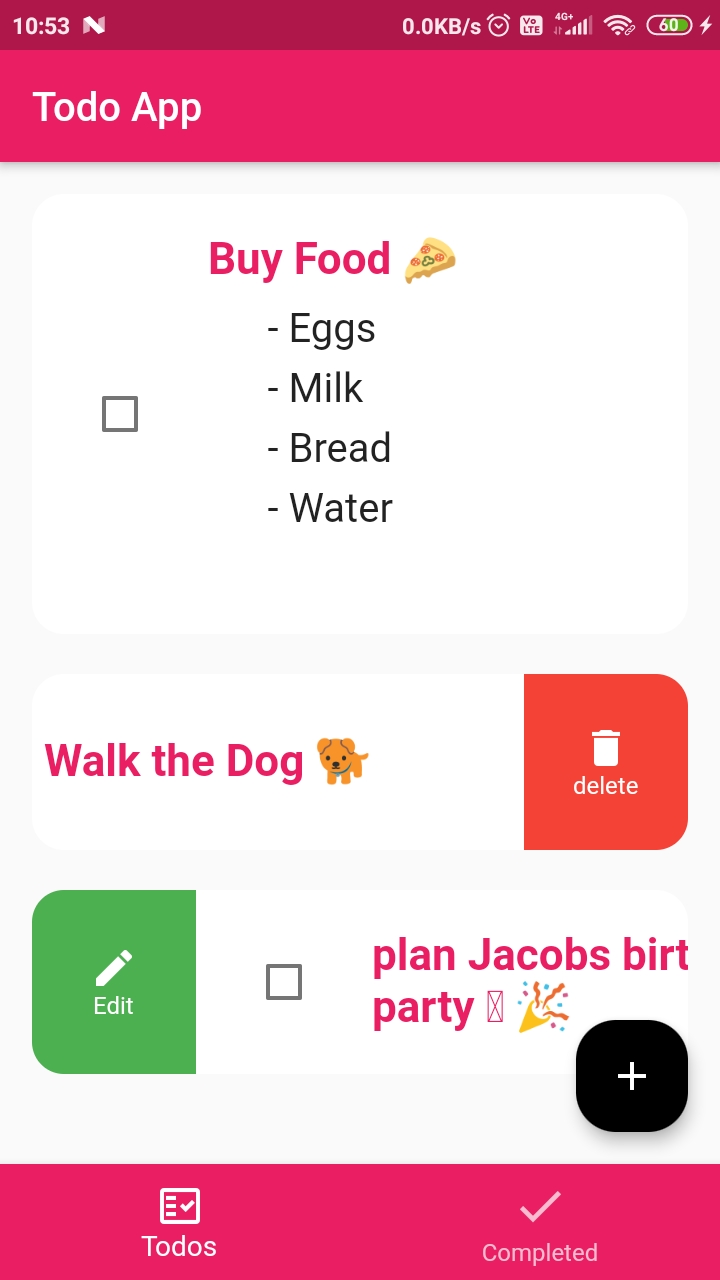 10:53 0.0KB/s VoLTE 4G+ 60
Todo App
Buy Food 🍕
- Eggs
- Milk
- Bread
- Water
Walk the Dog 🐕
delete
Edit
plan Jacobs birt
party 🎉
Todos
Completed